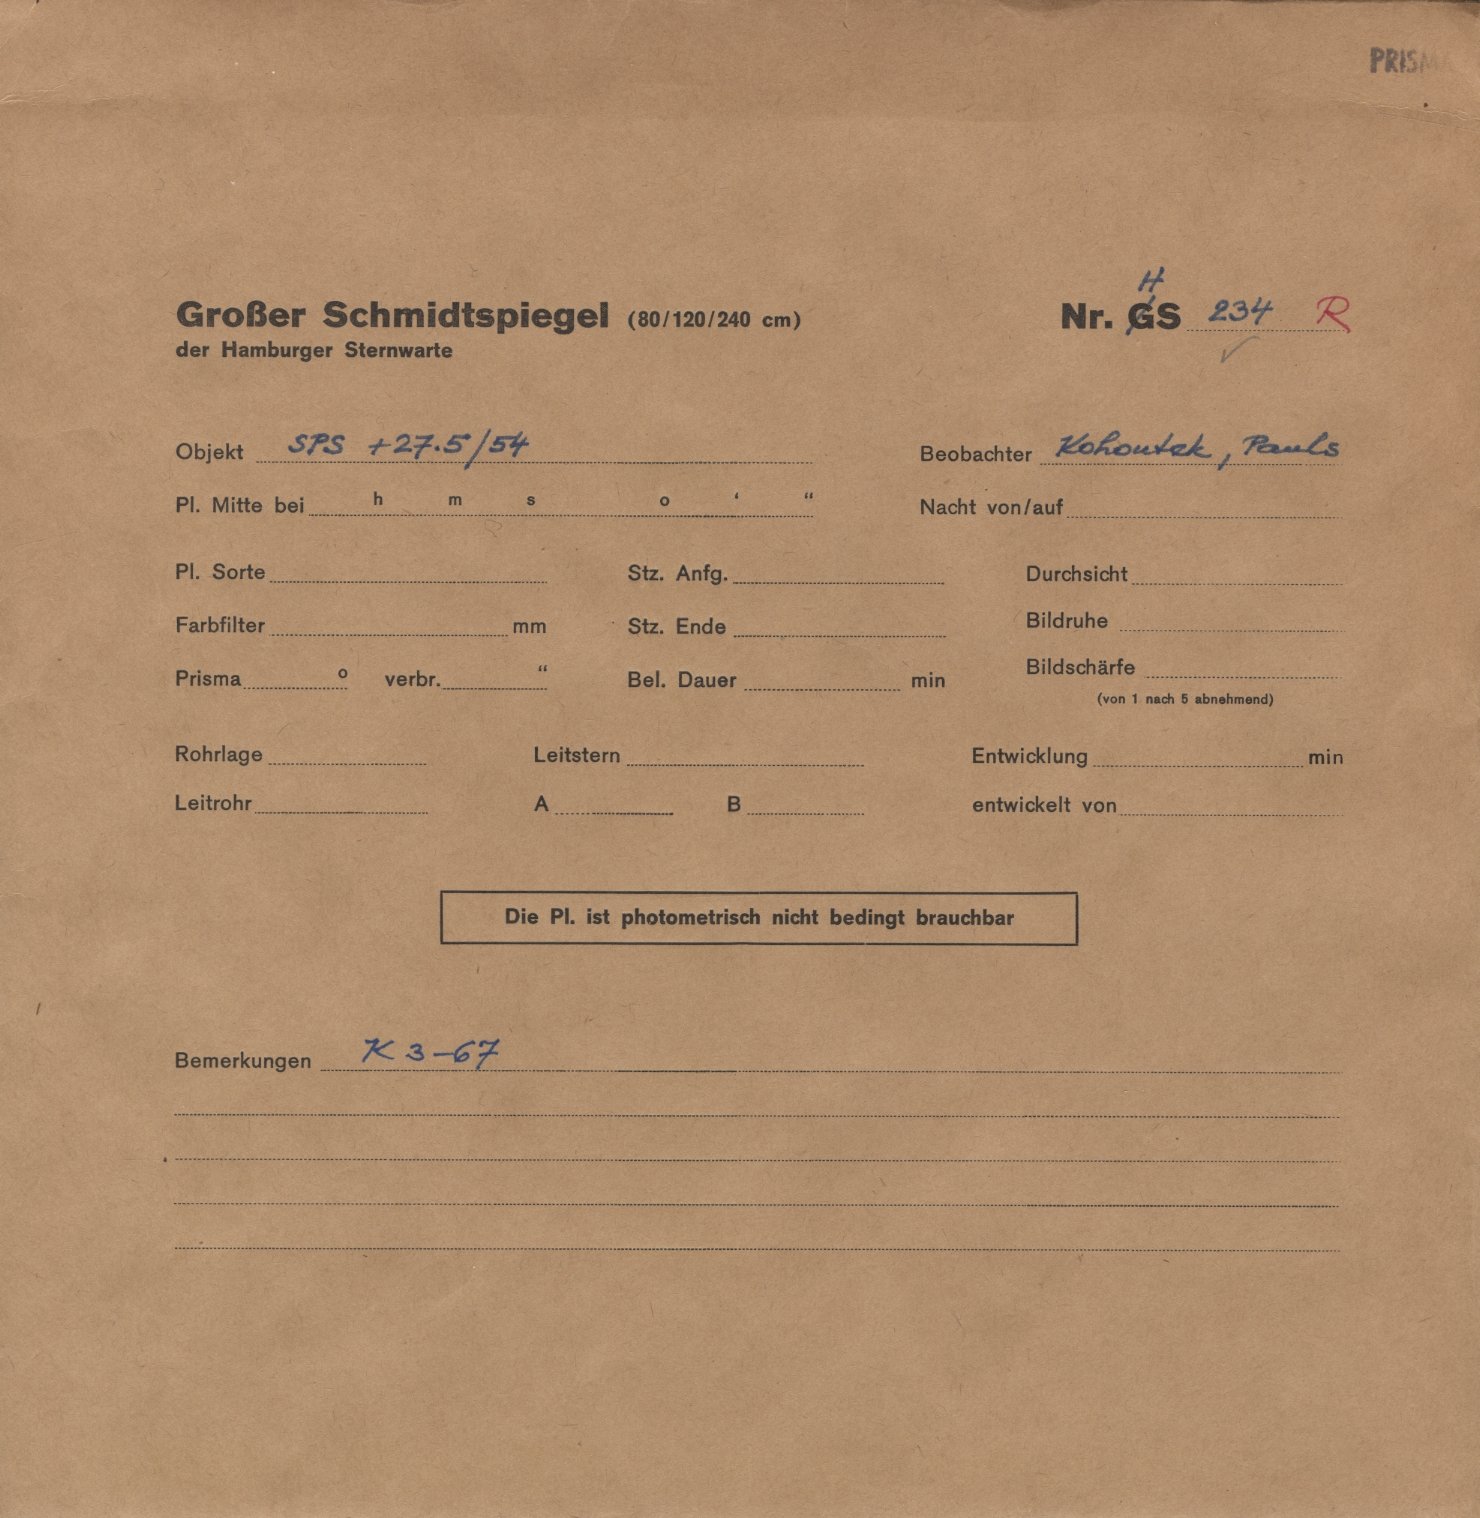 PRISMA
H
Großer Schmidtspiegel (80/120/240 cm) Nr. GS 234 R
der Hamburger Sternwarte
Objekt SPS +27.5/54 Beobachter Kohoutek, Pauls
Pl. Mitte bei h m s o ‘ “ Nacht von/auf
Pl. Sorte Stz. Anfg. Durchsicht
Farbfilter mm Stz. Ende Bildruhe
Prisma o verbr. “ Bel. Dauer min Bildschärfe
(von 1 nach 5 abnehmend)
Rohrlage Leitstern Entwicklung min
Leitrohr A B entwickelt von
Die Pl. ist photometrisch nicht bedingt brauchbar
Bemerkungen K 3-67